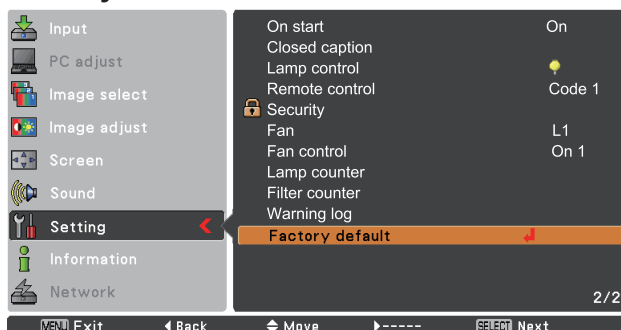 Input
PC adjust
Image select
Image adjust
Screen
Sound
Setting
Information
Network
On start On
Closed caption
Lamp control
Remote control Code 1
Security
Fan L1
Fan control On 1
Lamp counter
Filter counter
Warning log
Factory default
2/2
MENU Exit Back Move ----- SELECT Next